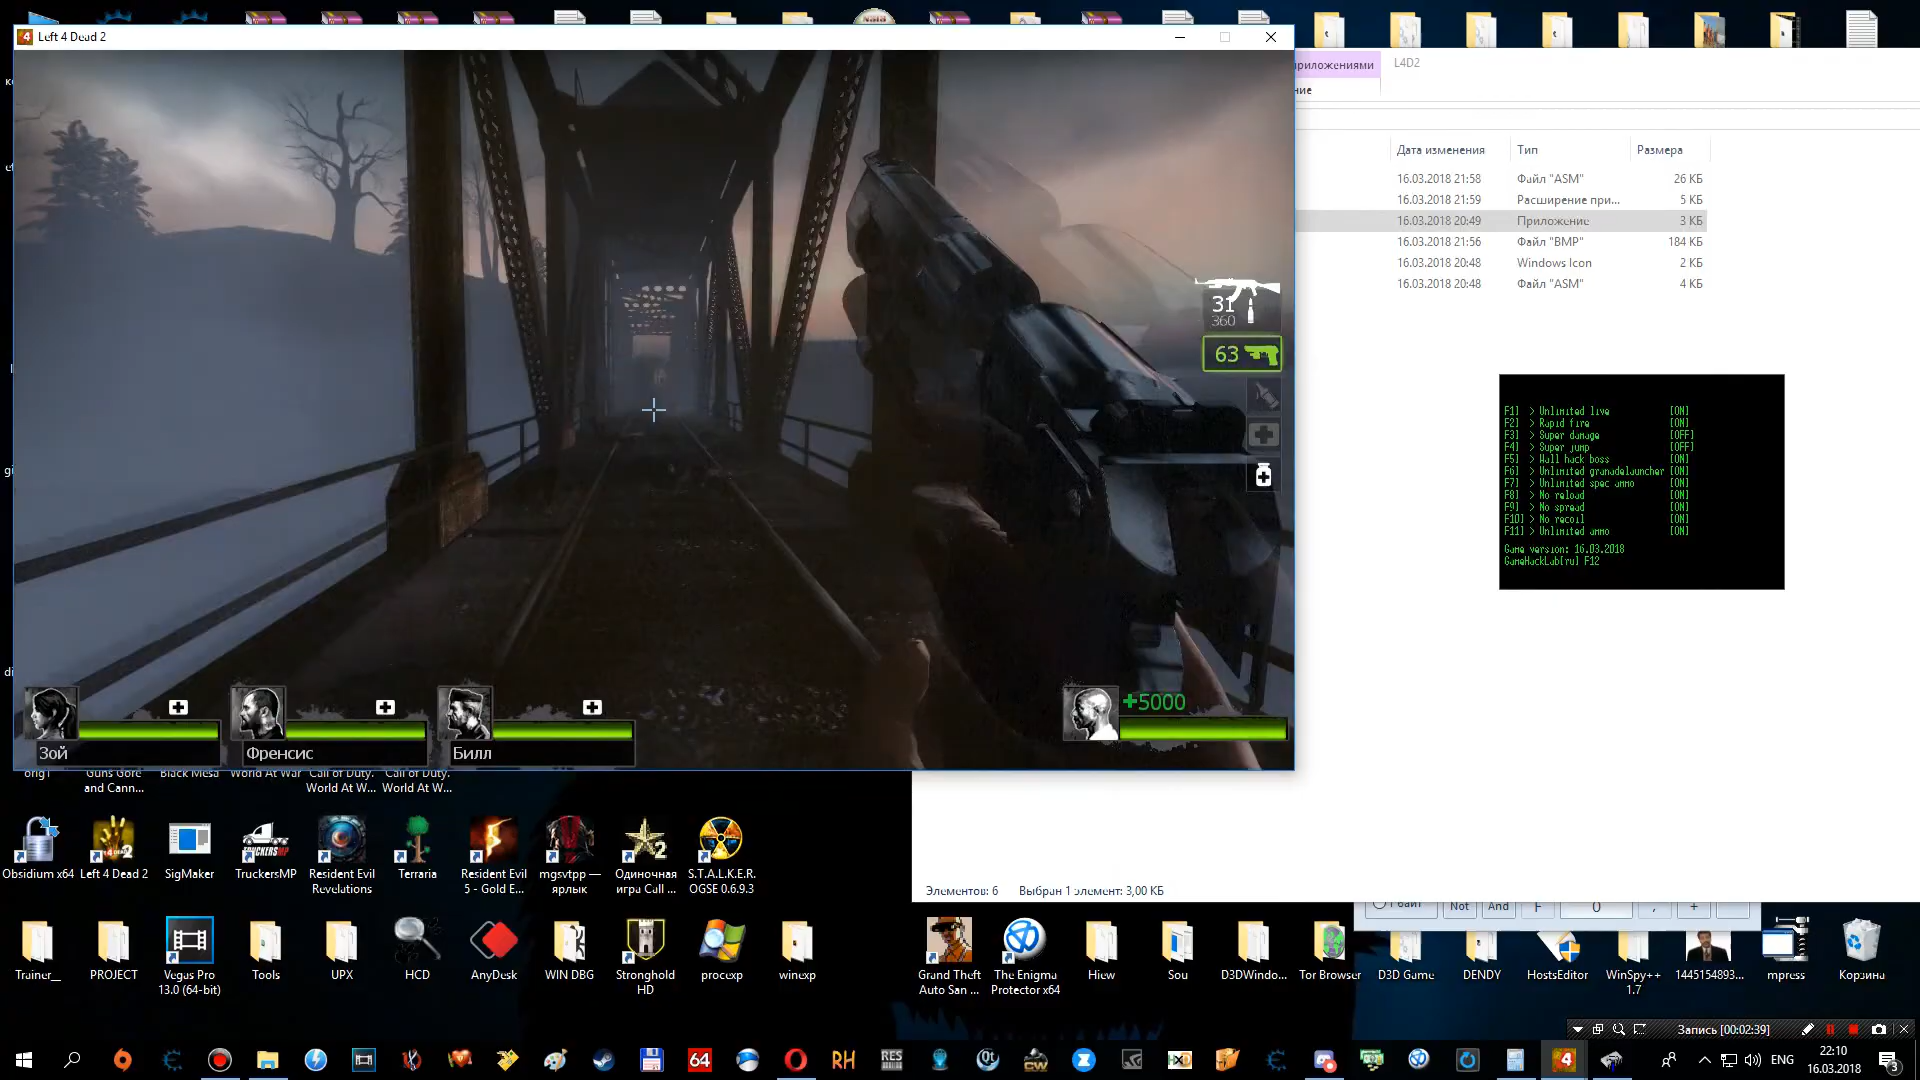 Left 4 Dead 2
31
360
63
+5000
Зой
Френсис
Билл
приложениями
L4D2
ние
Дата изменения Тип Размера
16.03.2018 21:58 Файл "ASM" 26 КБ
16.03.2018 21:59 Расширение при... 5 КБ
16.03.2018 20:49 Приложение 3 КБ
16.03.2018 21:56 Файл "BMP" 184 КБ
16.03.2018 20:48 Windows Icon 2 КБ
16.03.2018 20:48 Файл "ASM" 4 КБ
F1] > Unlimited live [ON]
F2] > Rapid fire [ON]
F3] > Super damage [OFF]
F4] > Super jump [OFF]
F5] > Wall hack boss [ON]
F6] > Unlimited granadelauncher [ON]
F7] > Unlimited spec ammo [ON]
F8] > No reload [ON]
F9] > No spread [ON]
F10] > No recoil [ON]
F11] > Unlimited ammo [ON]
Game version: 16.03.2018
GameHackLab[ru] F12
Элементов: 6 Выбран 1 элемент: 3,00 КБ
Not And F 0 , +
orig1
Guns Gore and Cann...
Black Mesa
World At War
Call of Duty. World At W...
Call of Duty. World At W...
Obsidium x64
Left 4 Dead 2
SigMaker
TruckersMP
Resident Evil Revelations
Terraria
Resident Evil 5 - Gold E...
mgsvtpp — ярлык
Одиночная игра Call ...
S.T.A.L.K.E.R. OGSE 0.6.9.3
Trainer__
PROJECT
Vegas Pro 13.0 (64-bit)
Tools
UPX
HCD
AnyDesk
WIN DBG
Stronghold HD
procexp
winexp
Grand Theft Auto San ...
The Enigma Protector x64
Hiew
Sou
D3DWindo...
Tor Browser
D3D Game
DENDY
HostsEditor
WinSpy++ 1.7
1445154893...
mpress
Корзина
Запись [00:02:39]
64
RH
RES
ENG
22:10
16.03.2018
3